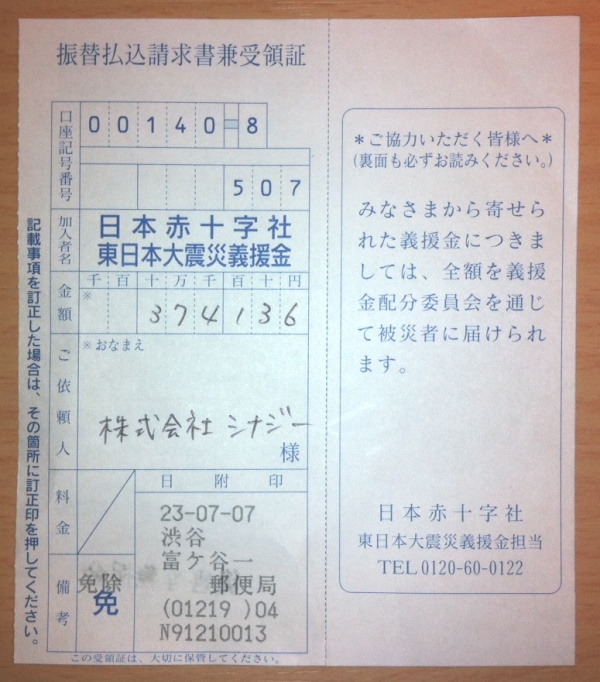 振替払込請求書兼受領証
口座記号番号
00140-8
507
加入者名
日本赤十字社
東日本大震災義援金
金額
千百十万千百十円
※
374136
ご依頼人
※おなまえ
株式会社シナジー
様
料金
日附印
23-07-07
渋谷
富ケ谷一
郵便局
(01219 )04
N91210013
備考
免除
免
この受領証は、大切に保管してください。
記載事項を訂正した場合は、その箇所に訂正印を押してください。
*ご協力いただく皆様へ*
(裏面も必ずお読みください。)
みなさまから寄せら
れた義援金につきま
しては、全額を義援
金配分委員会を通じ
て被災者に届けられ
ます。
日本赤十字社
東日本大震災義援金担当
TEL 0120-60-0122